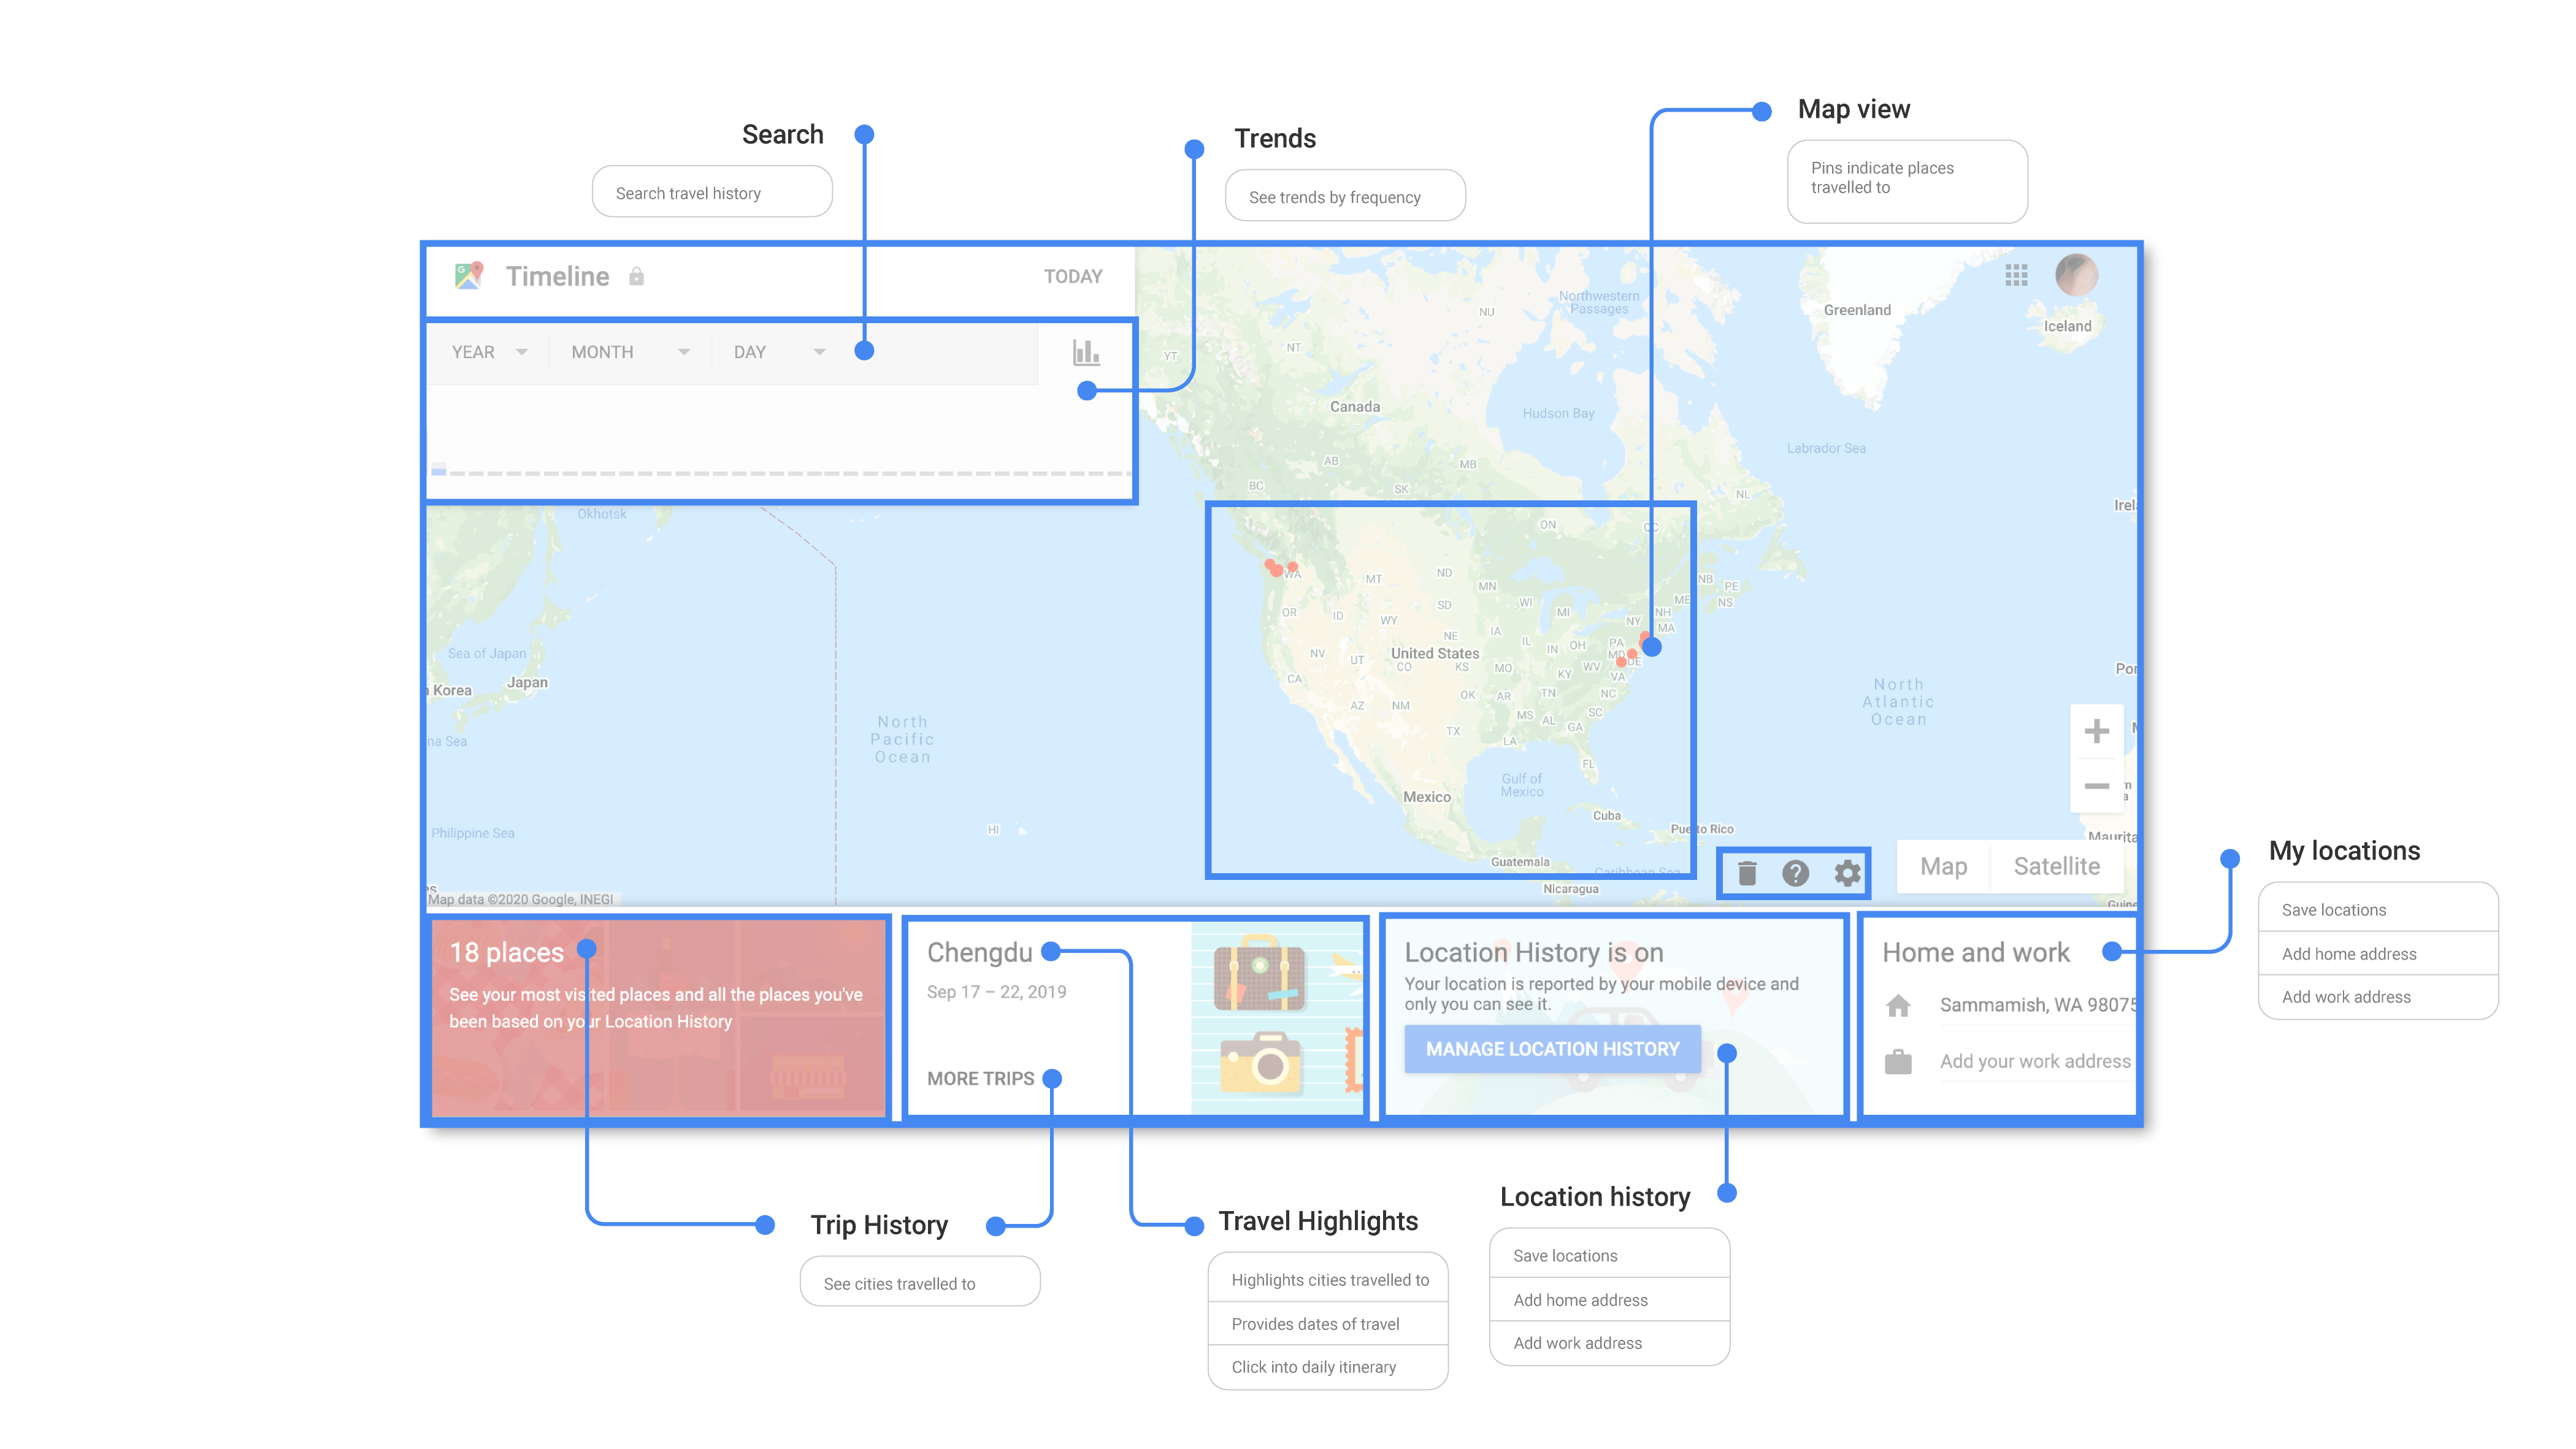 Search
Search travel history
Trends
See trends by frequency
Map view
Pins indicate places
travelled to
Timeline
TODAY
YEAR
MONTH
DAY
Northwestern
Passages
NU
NT
YT
Greenland
Iceland
Canada
Hudson Bay
Labrador Sea
AB
MB
BC
SK
NL
ON
QC
Okhotsk
WA
MT
ND
MN
NB
PE
ME
NS
OR
ID
SD
WI
MI
NH
WY
NY
MA
NE
IA
PA
IL
IN
OH
MD
DE
NV
UT
United States
CO
KS
MO
WV
KY
VA
CA
OK
AR
TN
NC
AZ
NM
MS
AL
SC
GA
TX
LA
FL
Gulf of
Mexico
Mexico
Cuba
Puerto Rico
Guatemala
Caribbean Sea
Nicaragua
Sea of Japan
Korea
Japan
na Sea
Philippine Sea
North
Pacific
Ocean
HI
North
Atlantic
Ocean
Irel
Por
Maurita
Guine
Map
Satellite
Map data ©2020 Google, INEGI
18 places
See your most visited places and all the places you've
been based on your Location History
Chengdu
Sep 17 – 22, 2019
MORE TRIPS
Location History is on
Your location is reported by your mobile device and
only you can see it.
MANAGE LOCATION HISTORY
Home and work
Sammamish, WA 98075
Add your work address
My locations
Save locations
Add home address
Add work address
Trip History
See cities travelled to
Travel Highlights
Highlights cities travelled to
Provides dates of travel
Click into daily itinerary
Location history
Save locations
Add home address
Add work address